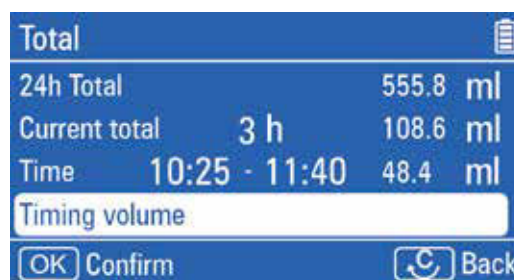 Total
24h Total 555.8 ml
Current total 3 h 108.6 ml
Time 10:25 - 11:40 48.4 ml
Timing volume
OK Confirm C Back